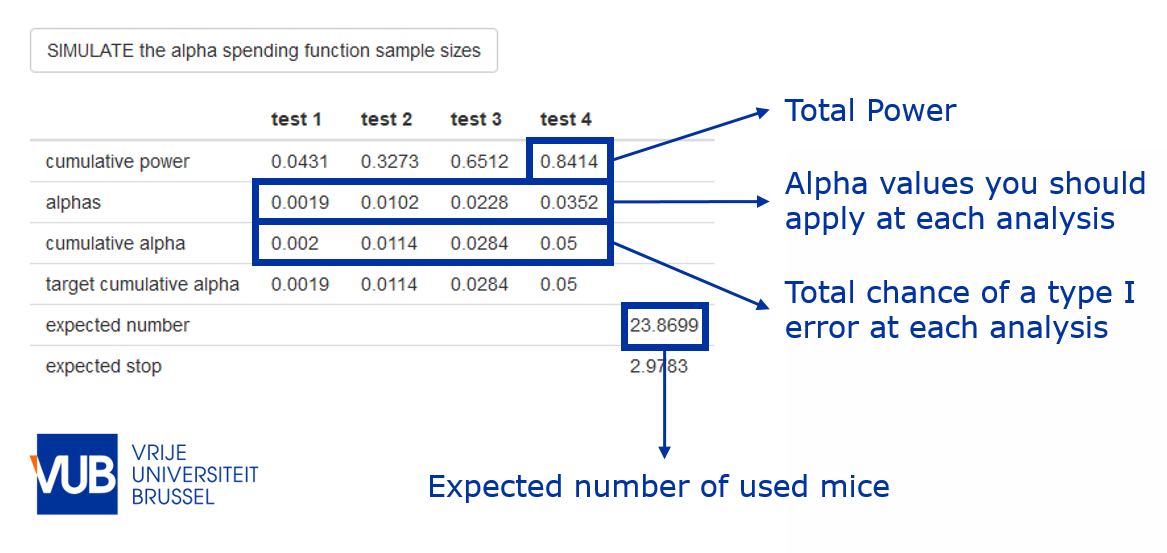 SIMULATE the alpha spending function sample sizes
test 1 test 2 test 3 test 4
cumulative power 0.0431 0.3273 0.6512 0.8414
alphas 0.0019 0.0102 0.0228 0.0352
cumulative alpha 0.002 0.0114 0.0284 0.05
target cumulative alpha 0.0019 0.0114 0.0284 0.05
expected number 23.8699
expected stop 2.9783
Total Power
Alpha values you should
apply at each analysis
Total chance of a type I
error at each analysis
Expected number of used mice
VUB
VRIJE
UNIVERSITEIT
BRUSSEL